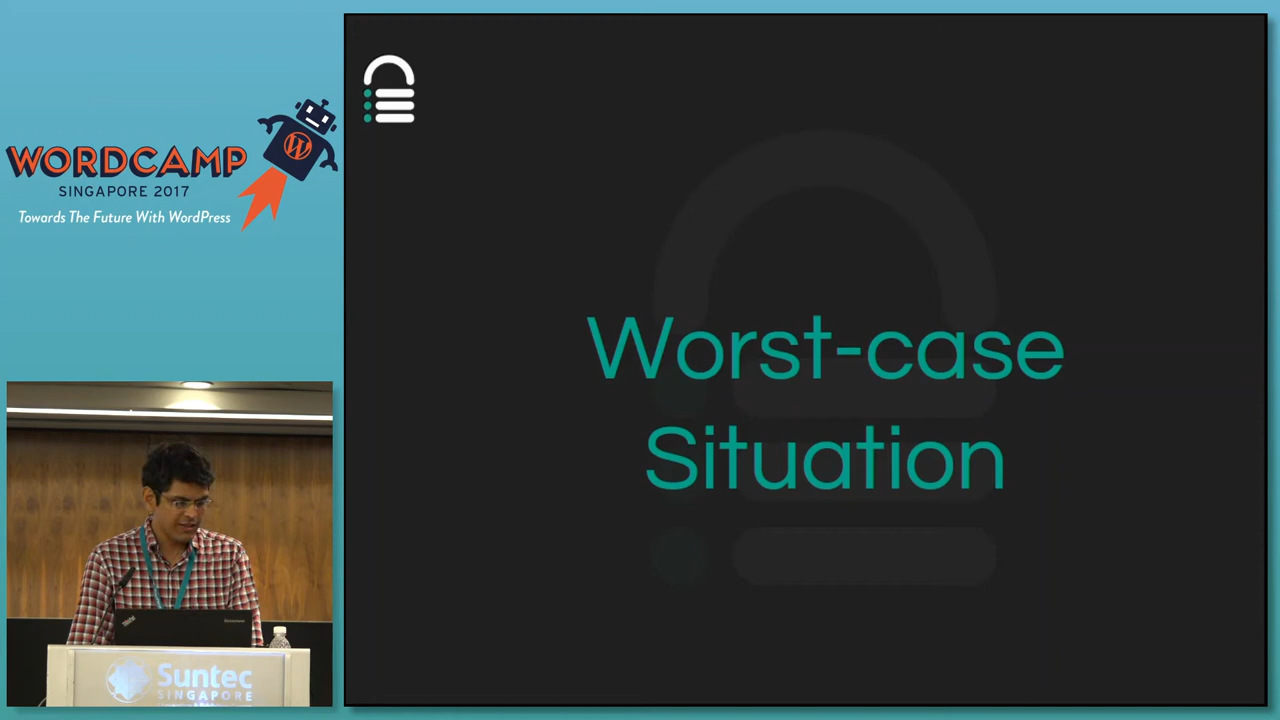 WORDCAMP
SINGAPORE 2017
Towards The Future With WordPress
Worst-case
Situation
Suntec
SINGAPORE